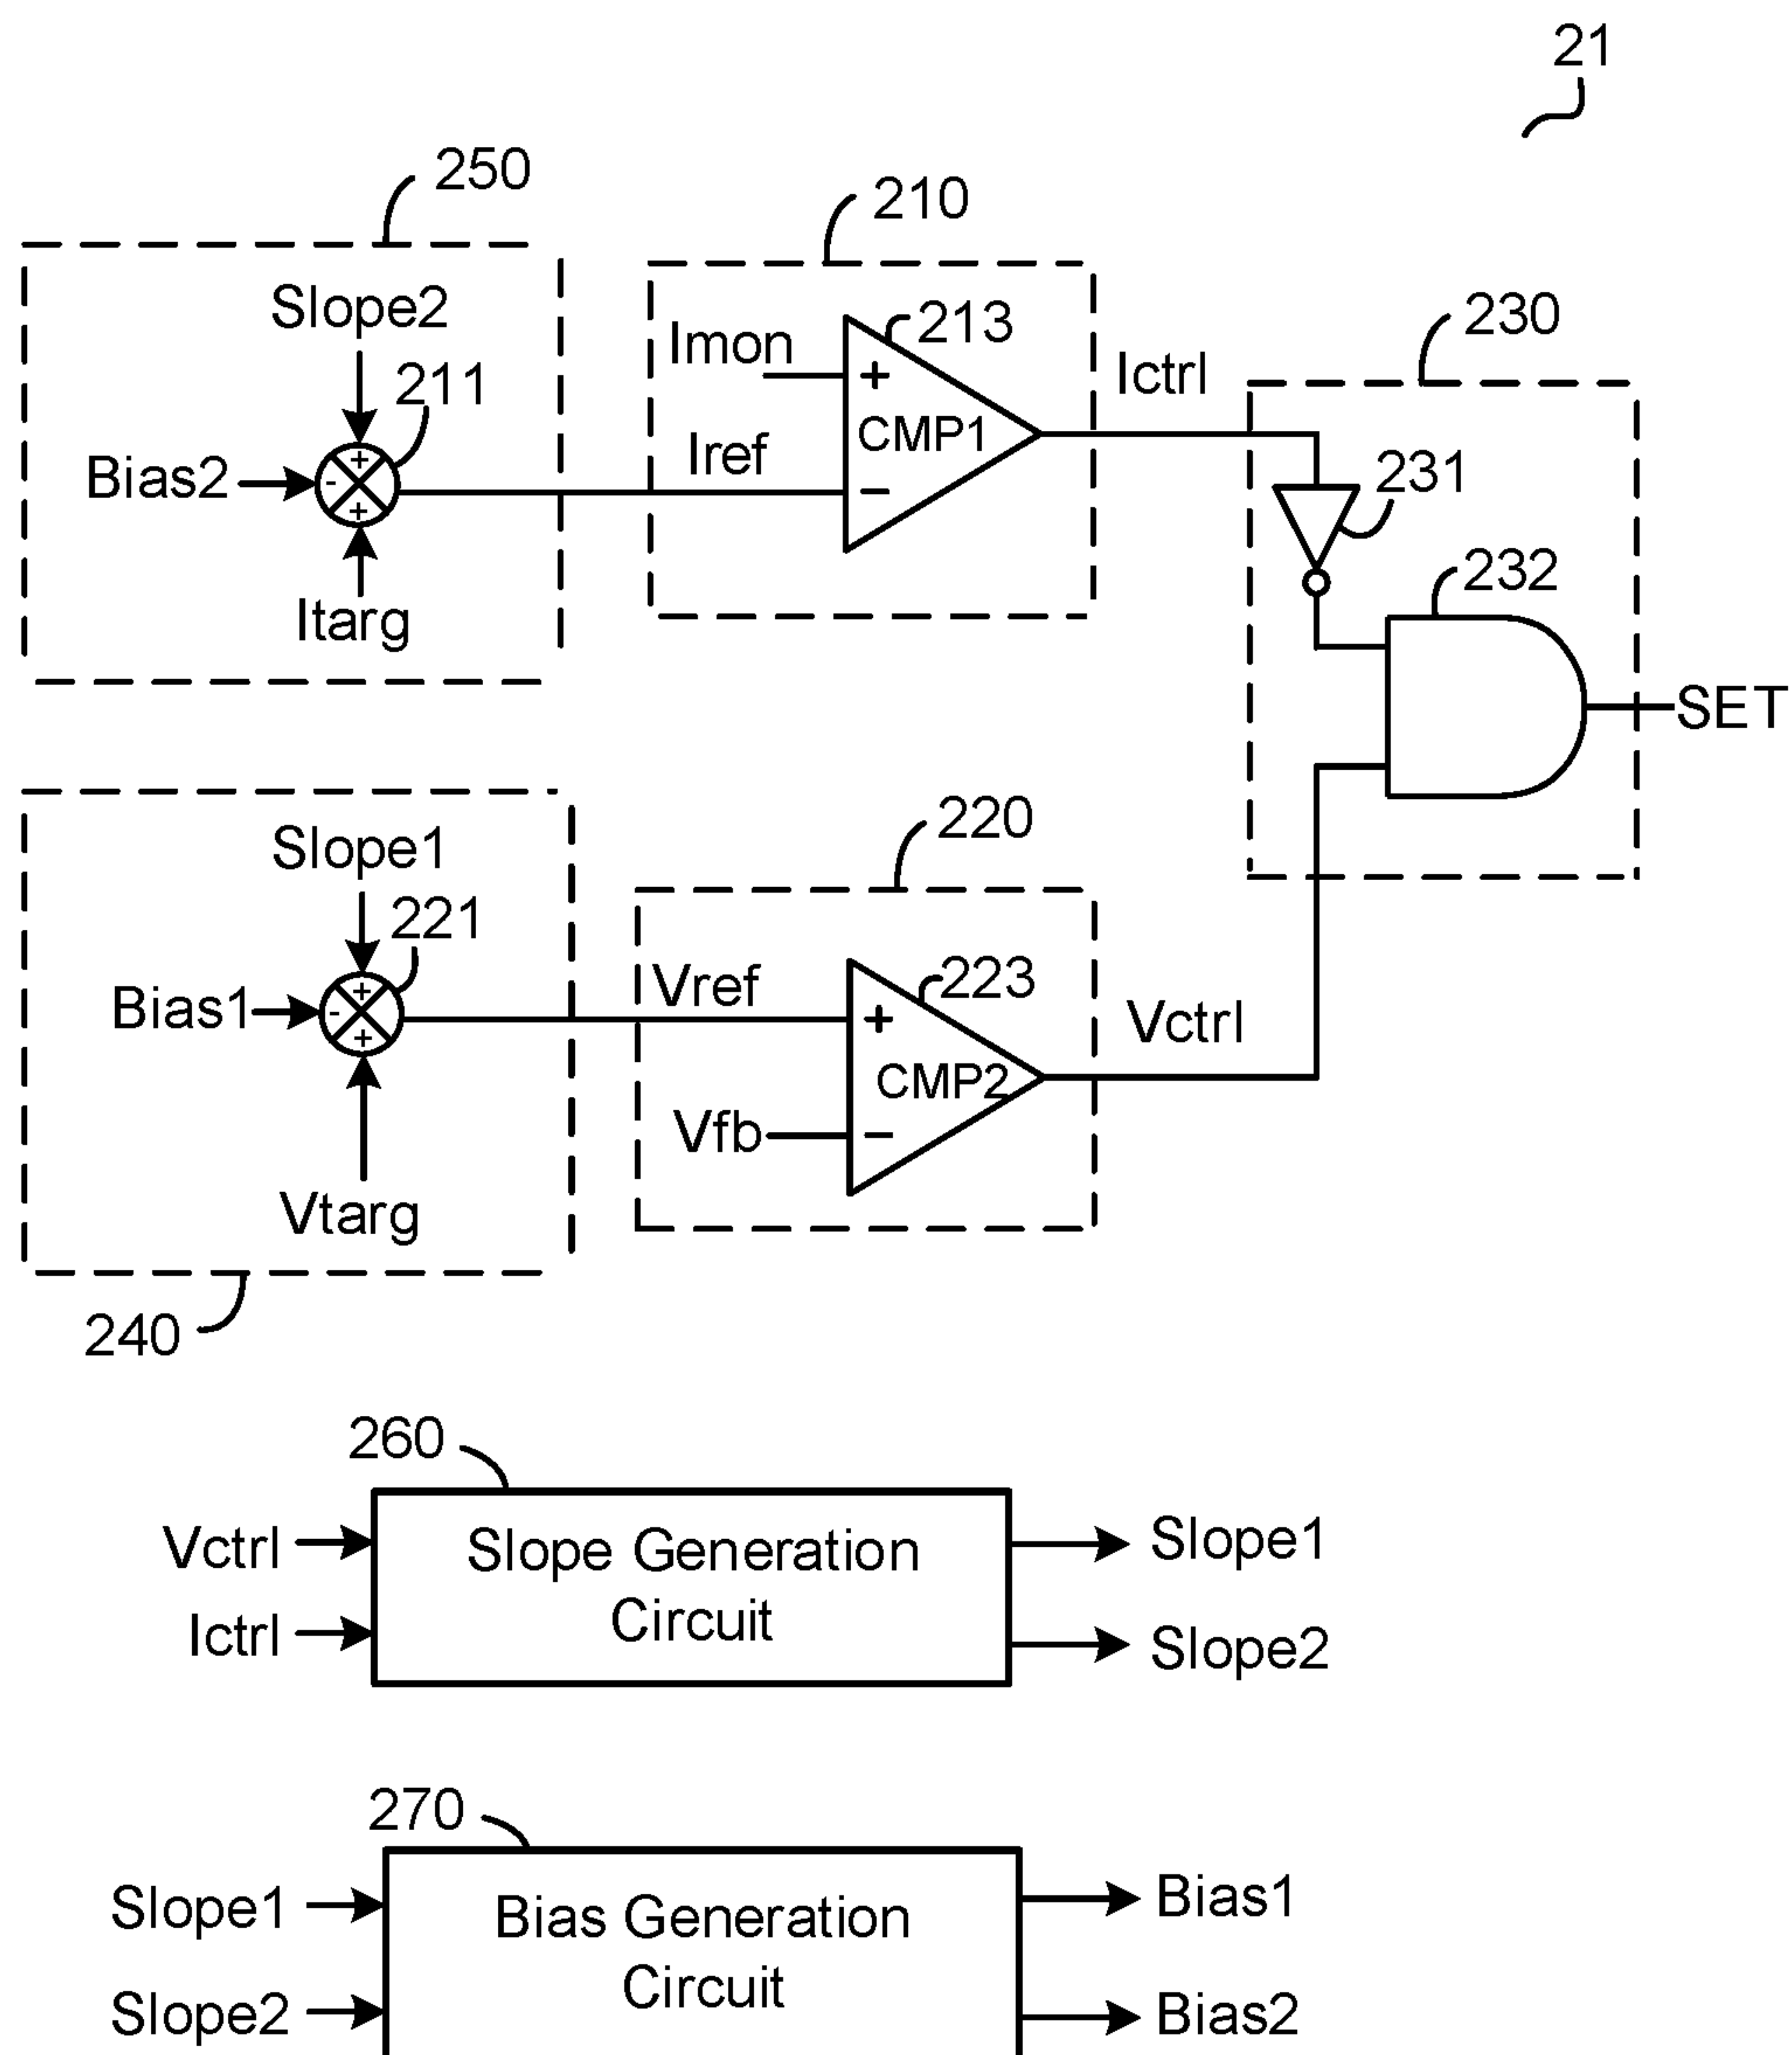 21
250
210
Slope2
213
230
Imon
+
Ictrl
211
+
CMP1
Bias2
-
Iref
231
+
−
232
Itarg
SET
220
Slope1
221
Vref
223
+
Bias1
-
+
Vctrl
+
CMP2
Vfb
−
Vtarg
240
260
Vctrl
Slope Generation
Slope1
Ictrl
Circuit
Slope2
270
Slope1
Bias Generation
Bias1
Slope2
Circuit
Bias2